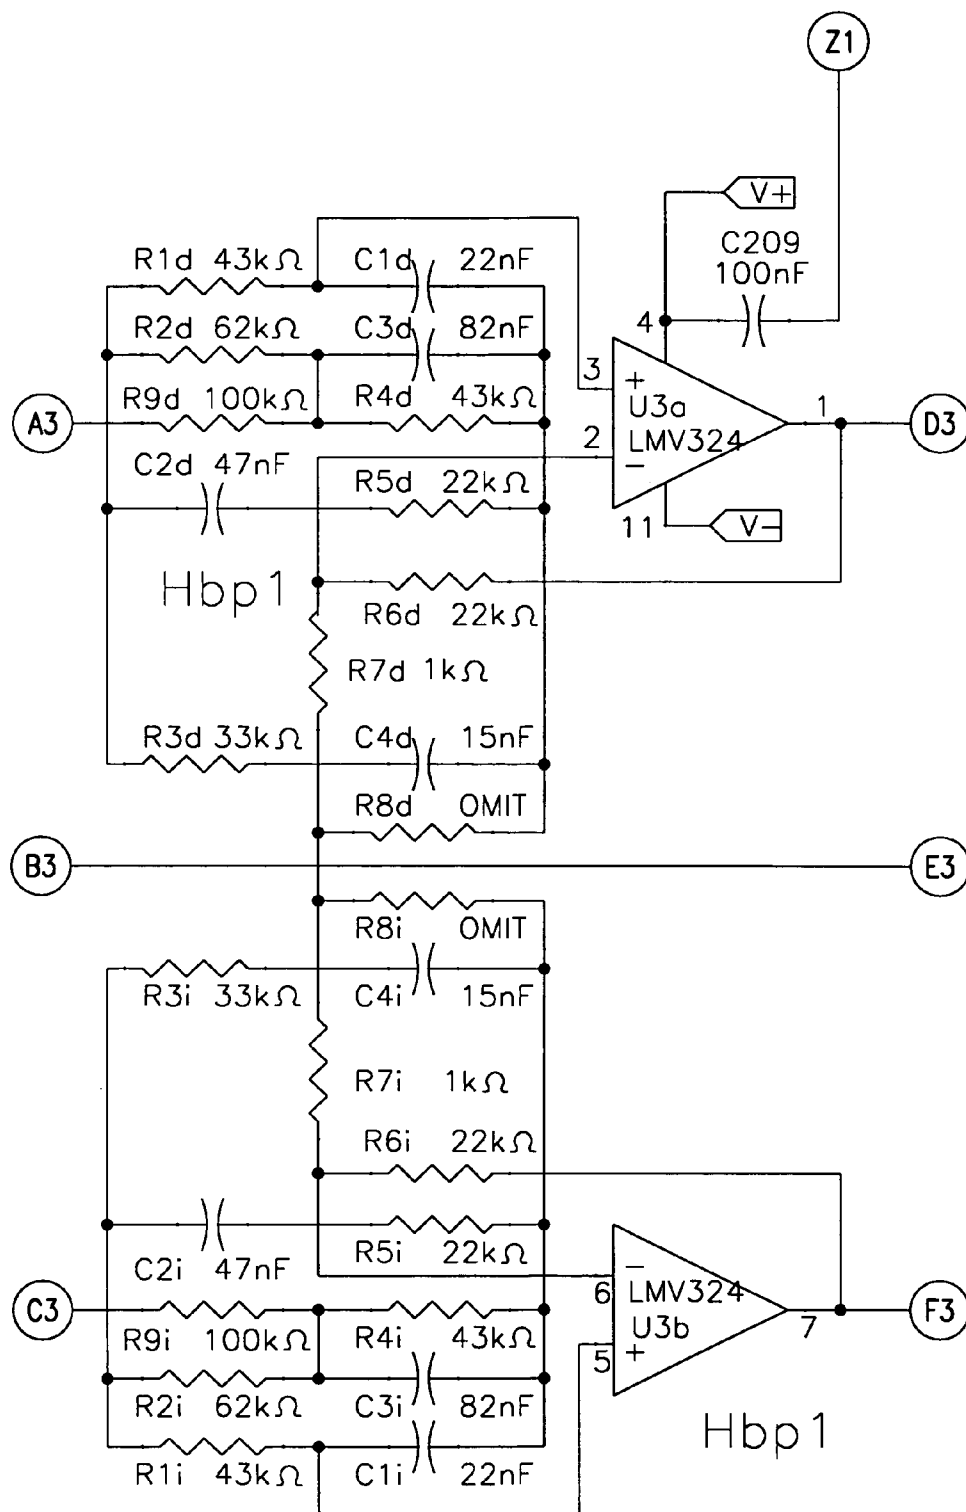 Z1
V+
C209
100nF
R1d 43kΩ C1d 22nF
R2d 62kΩ C3d 82nF
4
3
+
U3a
LMV324
−
2
1
11
V−
A3
R9d 100kΩ R4d 43kΩ
D3
C2d 47nF
R5d 22kΩ
Hbp1
R6d 22kΩ
R7d 1kΩ
R3d 33kΩ C4d 15nF
R8d OMIT
B3
E3
R8i OMIT
R3i 33kΩ C4i 15nF
R7i 1kΩ
R6i 22kΩ
R5i 22kΩ
C2i 47nF
6
−
LMV324
U3b
+
5
7
C3
F3
R9i 100kΩ R4i 43kΩ
R2i 62kΩ C3i 82nF
Hbp1
R1i 43kΩ C1i 22nF